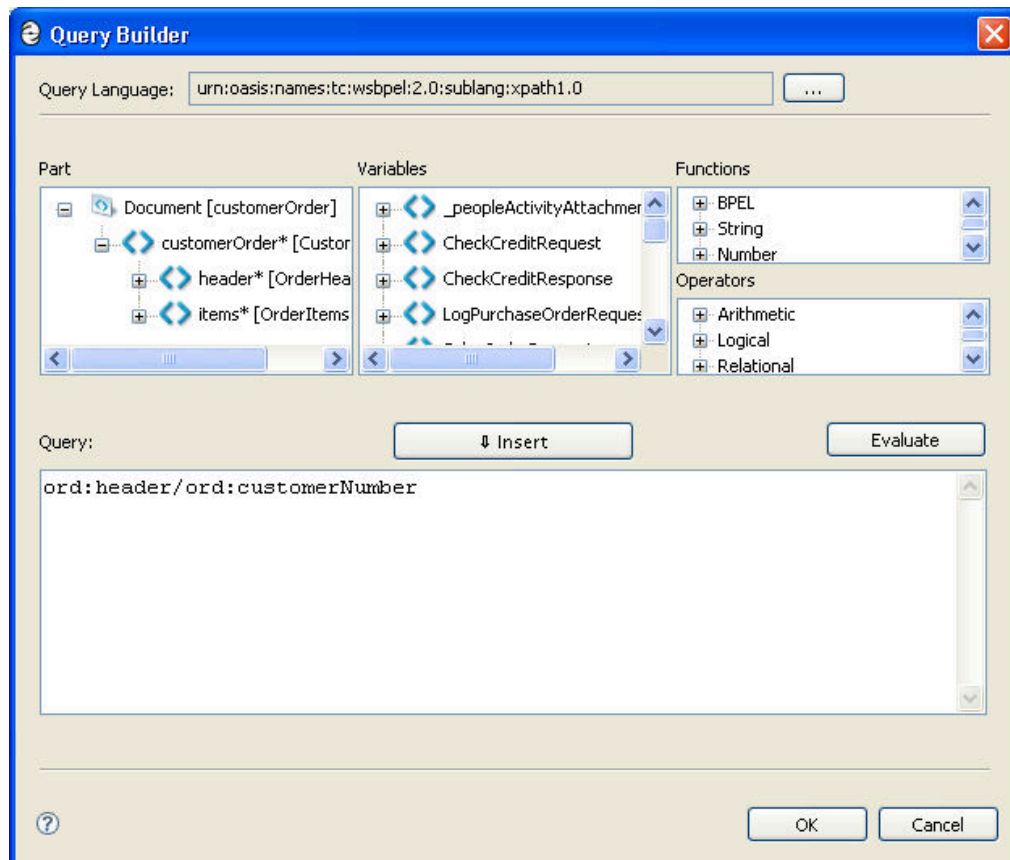 Query Builder
Query Language: urn:oasis:names:tc:wsbpel:2.0:sublang:xpath1.0 ...
Part
Document [customerOrder]
customerOrder* [Custor
header* [OrderHea
items* [OrderItems
Variables
_peopleActivityAttachmer
CheckCreditRequest
CheckCreditResponse
LogPurchaseOrderReques
Functions
BPEL
String
Number
Operators
Arithmetic
Logical
Relational
Query: ⇩ Insert Evaluate
ord:header/ord:customerNumber
? OK Cancel